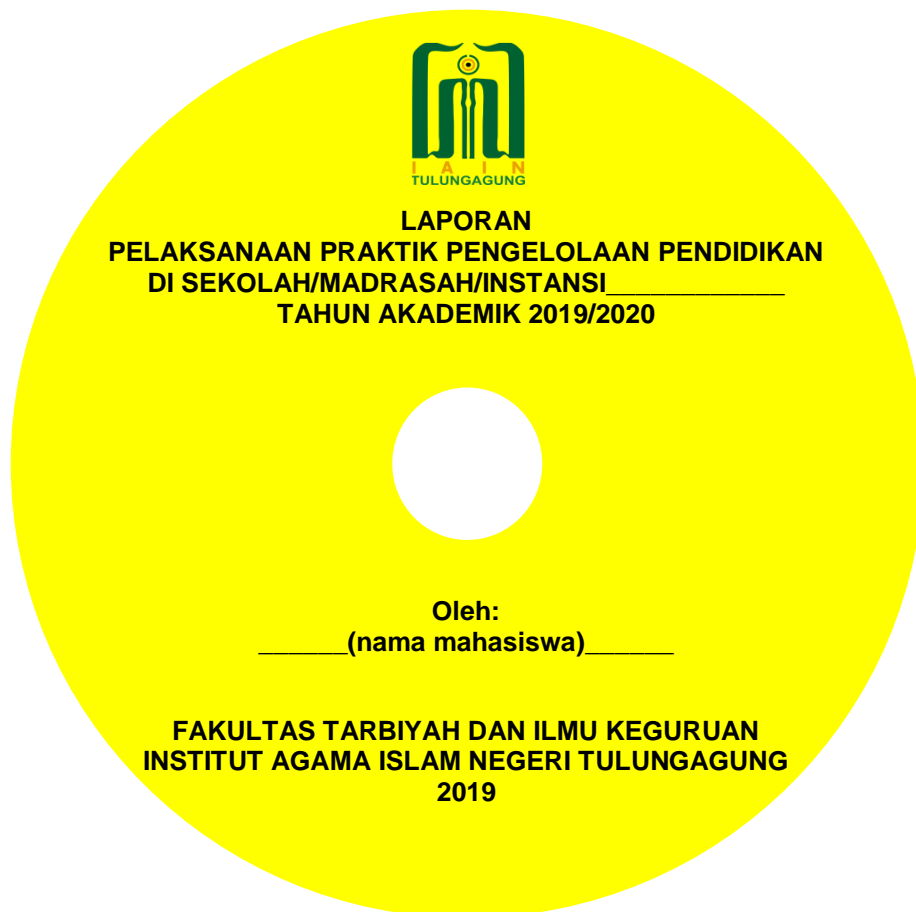 I A I N
TULUNGAGUNG
LAPORAN
PELAKSANAAN PRAKTIK PENGELOLAAN PENDIDIKAN
DI SEKOLAH/MADRASAH/INSTANSI____________
TAHUN AKADEMIK 2019/2020
Oleh:
______(nama mahasiswa)______
FAKULTAS TARBIYAH DAN ILMU KEGURUAN
INSTITUT AGAMA ISLAM NEGERI TULUNGAGUNG
2019